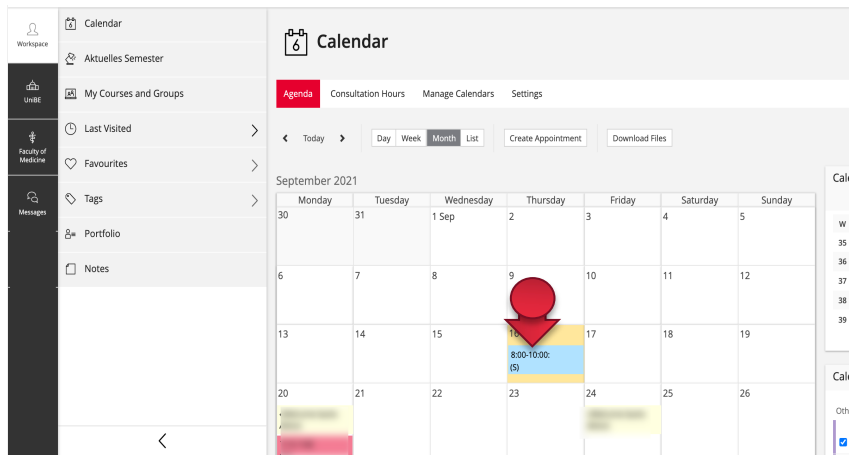 Workspace
UniBE
Faculty of
Medicine
Messages
6
Calendar
Aktuelles Semester
My Courses and Groups
Last Visited
Favourites
Tags
Portfolio
Notes
6
Calendar
Agenda Consultation Hours Manage Calendars Settings
Today Day Week Month List Create Appointment Download Files
September 2021
Monday Tuesday Wednesday Thursday Friday Saturday Sunday
30 31 1 Sep 2 3 4 5
6 7 8 9 10 11 12
13 14 15 16 17 18 19
8:00-10:00:
(S)
20 21 22 23 24 25 26
Cale
W
35
36
37
38
39
Cale
Oth